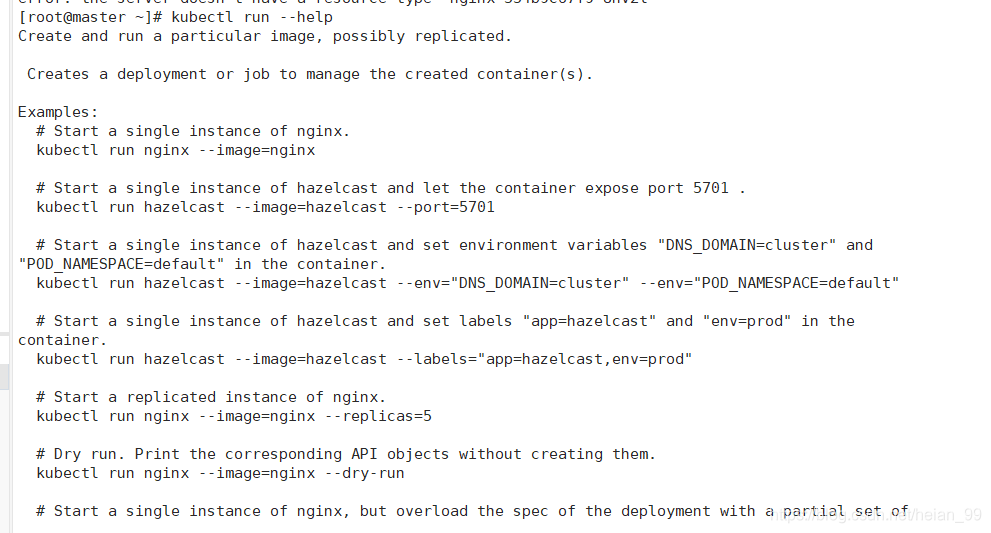 [root@master ~]# kubectl run --help
Create and run a particular image, possibly replicated.
Creates a deployment or job to manage the created container(s).
Examples:
# Start a single instance of nginx.
kubectl run nginx --image=nginx
# Start a single instance of hazelcast and let the container expose port 5701 .
kubectl run hazelcast --image=hazelcast --port=5701
# Start a single instance of hazelcast and set environment variables "DNS_DOMAIN=cluster" and
"POD_NAMESPACE=default" in the container.
kubectl run hazelcast --image=hazelcast --env="DNS_DOMAIN=cluster" --env="POD_NAMESPACE=default"
# Start a single instance of hazelcast and set labels "app=hazelcast" and "env=prod" in the
container.
kubectl run hazelcast --image=hazelcast --labels="app=hazelcast,env=prod"
# Start a replicated instance of nginx.
kubectl run nginx --image=nginx --replicas=5
# Dry run. Print the corresponding API objects without creating them.
kubectl run nginx --image=nginx --dry-run
# Start a single instance of nginx, but overload the spec of the deployment with a partial set of
https://blog.csdn.net/heian_99